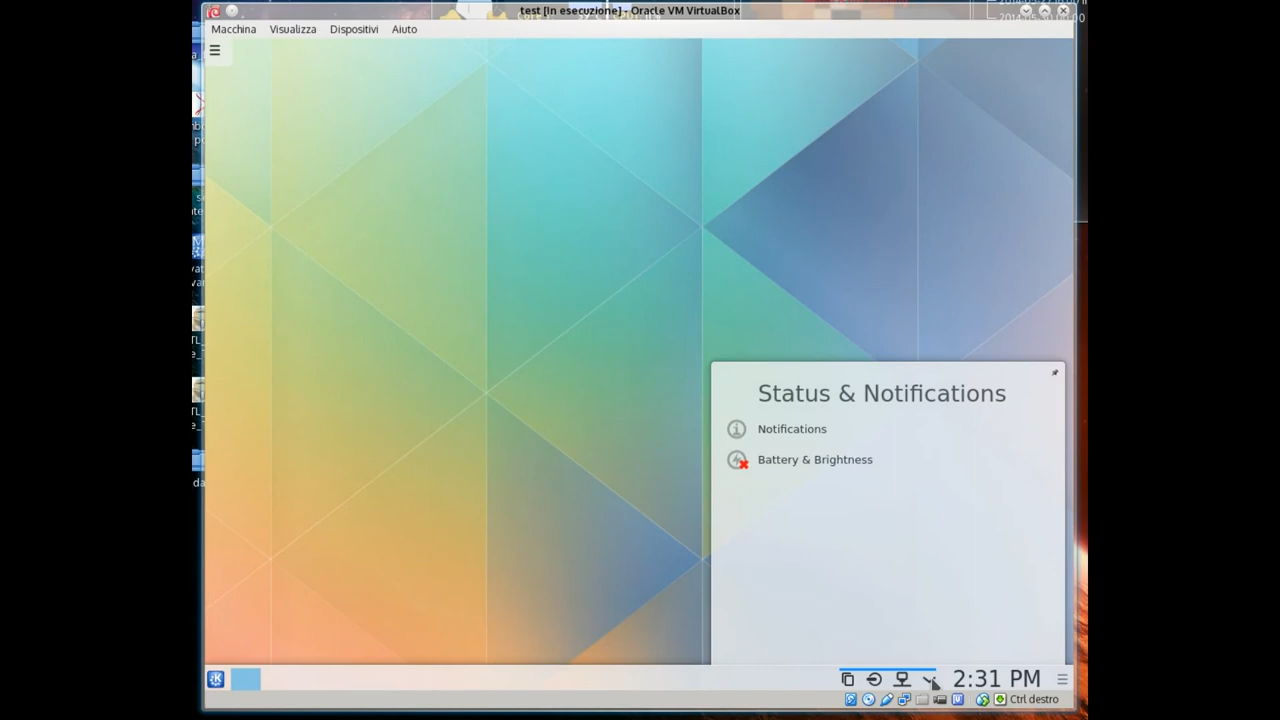 test [In esecuzione] - Oracle VM VirtualBox
Macchina Visualizza Dispositivi Aiuto
Status & Notifications
Notifications
Battery & Brightness
2:31 PM
Ctrl destro